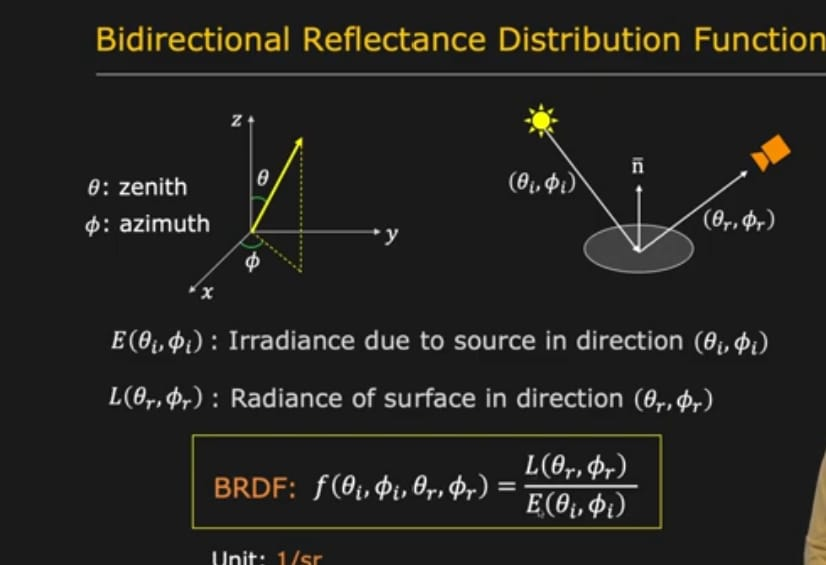 Bidirectional Reflectance Distribution Function
z
θ
θ: zenith
ϕ: azimuth
y
ϕ
x
(θᵢ, ϕᵢ)
n̄
(θᵣ, ϕᵣ)
E(θᵢ, ϕᵢ) : Irradiance due to source in direction (θᵢ, ϕᵢ)
L(θᵣ, ϕᵣ) : Radiance of surface in direction (θᵣ, ϕᵣ)
BRDF: f(θᵢ, ϕᵢ, θᵣ, ϕᵣ) = L(θᵣ, ϕᵣ) / E(θᵢ, ϕᵢ)
Unit: 1/sr